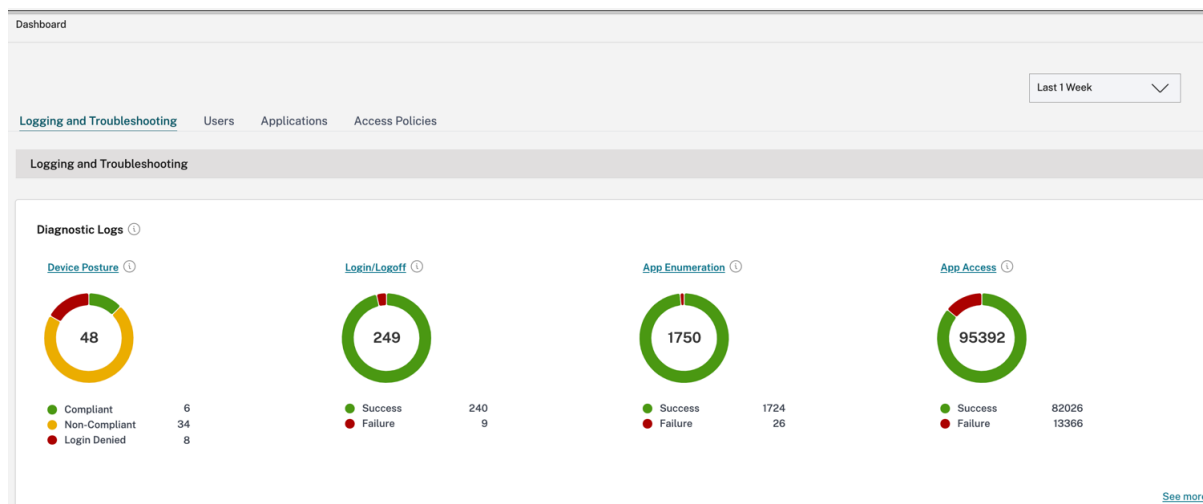 Dashboard
Last 1 Week
Logging and Troubleshooting Users Applications Access Policies
Logging and Troubleshooting
Diagnostic Logs
Device Posture Login/Logoff App Enumeration App Access
48 249 1750 95392
Compliant 6 Success 240 Success 1724 Success 82026
Non-Compliant 34 Failure 9 Failure 26 Failure 13366
Login Denied 8
See more